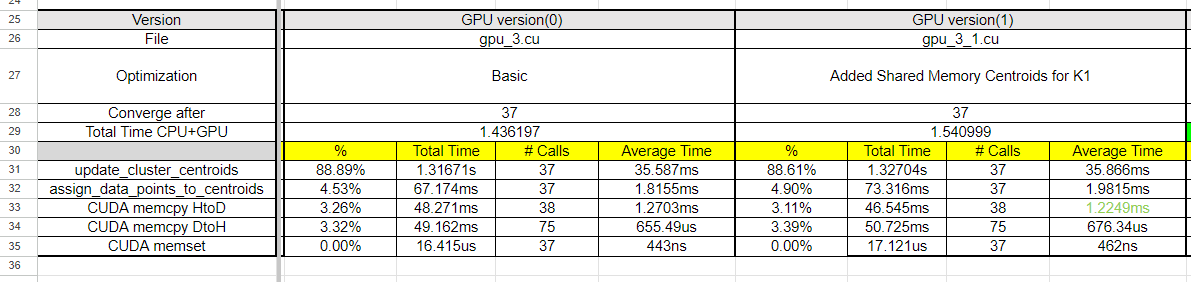 24
25 Version GPU version(0) GPU version(1)
26 File gpu_3.cu gpu_3_1.cu
27 Optimization Basic Added Shared Memory Centroids for K1
28 Converge after 37 37
29 Total Time CPU+GPU 1.436197 1.540999
30 % Total Time # Calls Average Time % Total Time # Calls Average Time
31 update_cluster_centroids 88.89% 1.31671s 37 35.587ms 88.61% 1.32704s 37 35.866ms
32 assign_data_points_to_centroids 4.53% 67.174ms 37 1.8155ms 4.90% 73.316ms 37 1.9815ms
33 CUDA memcpy HtoD 3.26% 48.271ms 38 1.2703ms 3.11% 46.545ms 38 1.2249ms
34 CUDA memcpy DtoH 3.32% 49.162ms 75 655.49us 3.39% 50.725ms 75 676.34us
35 CUDA memset 0.00% 16.415us 37 443ns 0.00% 17.121us 37 462ns
36